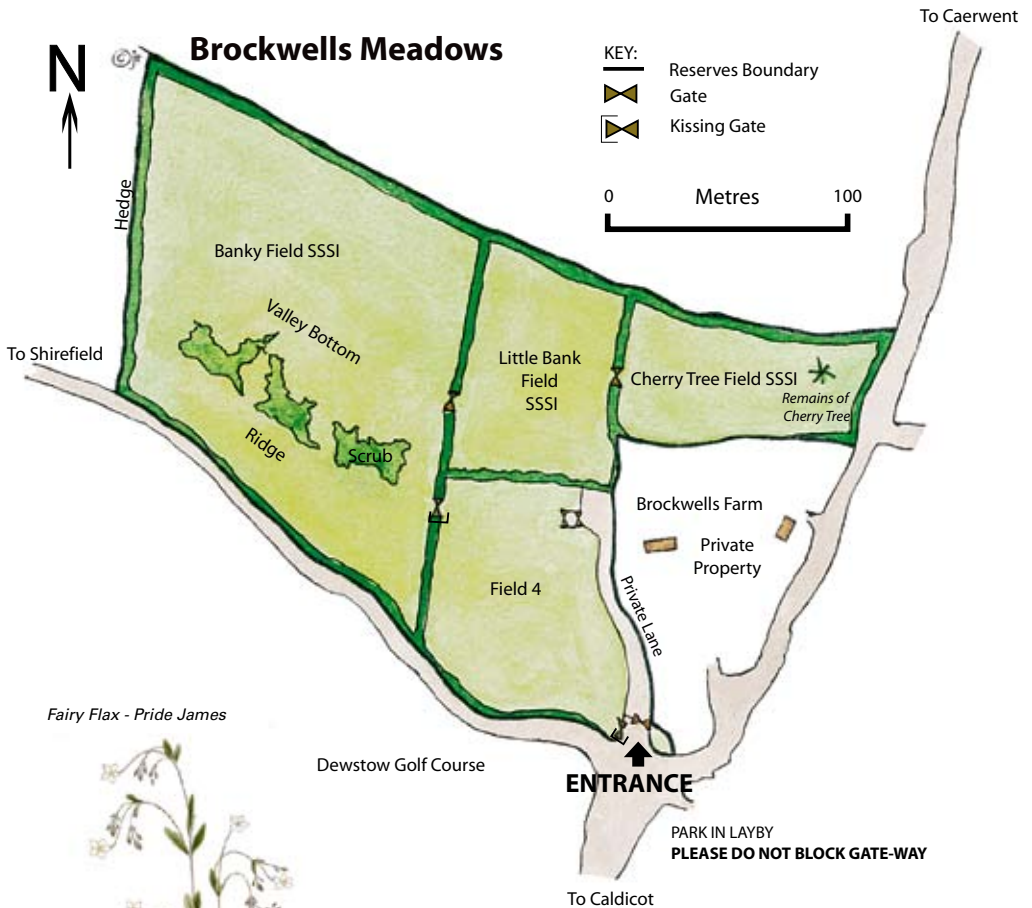 To Caerwent
Brockwells Meadows
N
KEY:
Reserves Boundary
Gate
Kissing Gate
0 Metres 100
Hedge
Banky Field SSSI
Valley Bottom
To Shirefield
Little Bank
Field
SSSI
Cherry Tree Field SSSI
Remains of
Cherry Tree
Ridge
Scrub
Brockwells Farm
Private
Property
Field 4
Private Lane
Fairy Flax - Pride James
Dewstow Golf Course
ENTRANCE
PARK IN LAYBY
PLEASE DO NOT BLOCK GATE-WAY
To Caldicot